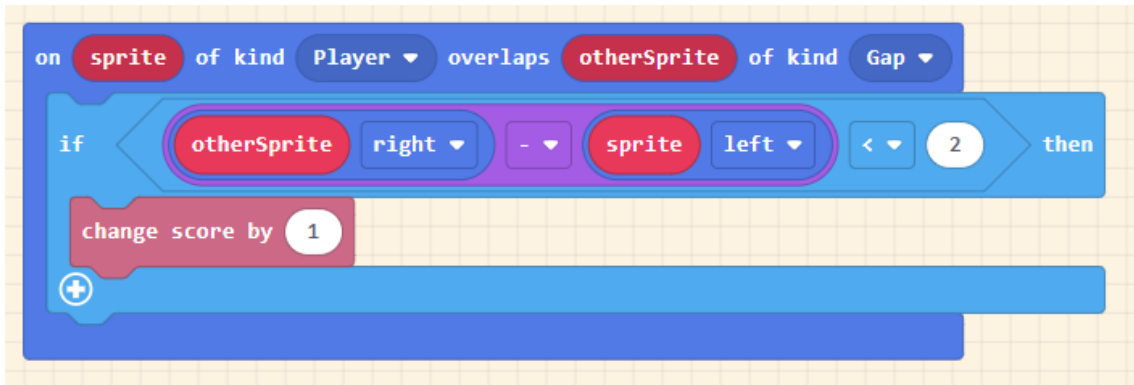 on sprite of kind Player overlaps otherSprite of kind Gap
if otherSprite right - sprite left < 2 then
change score by 1